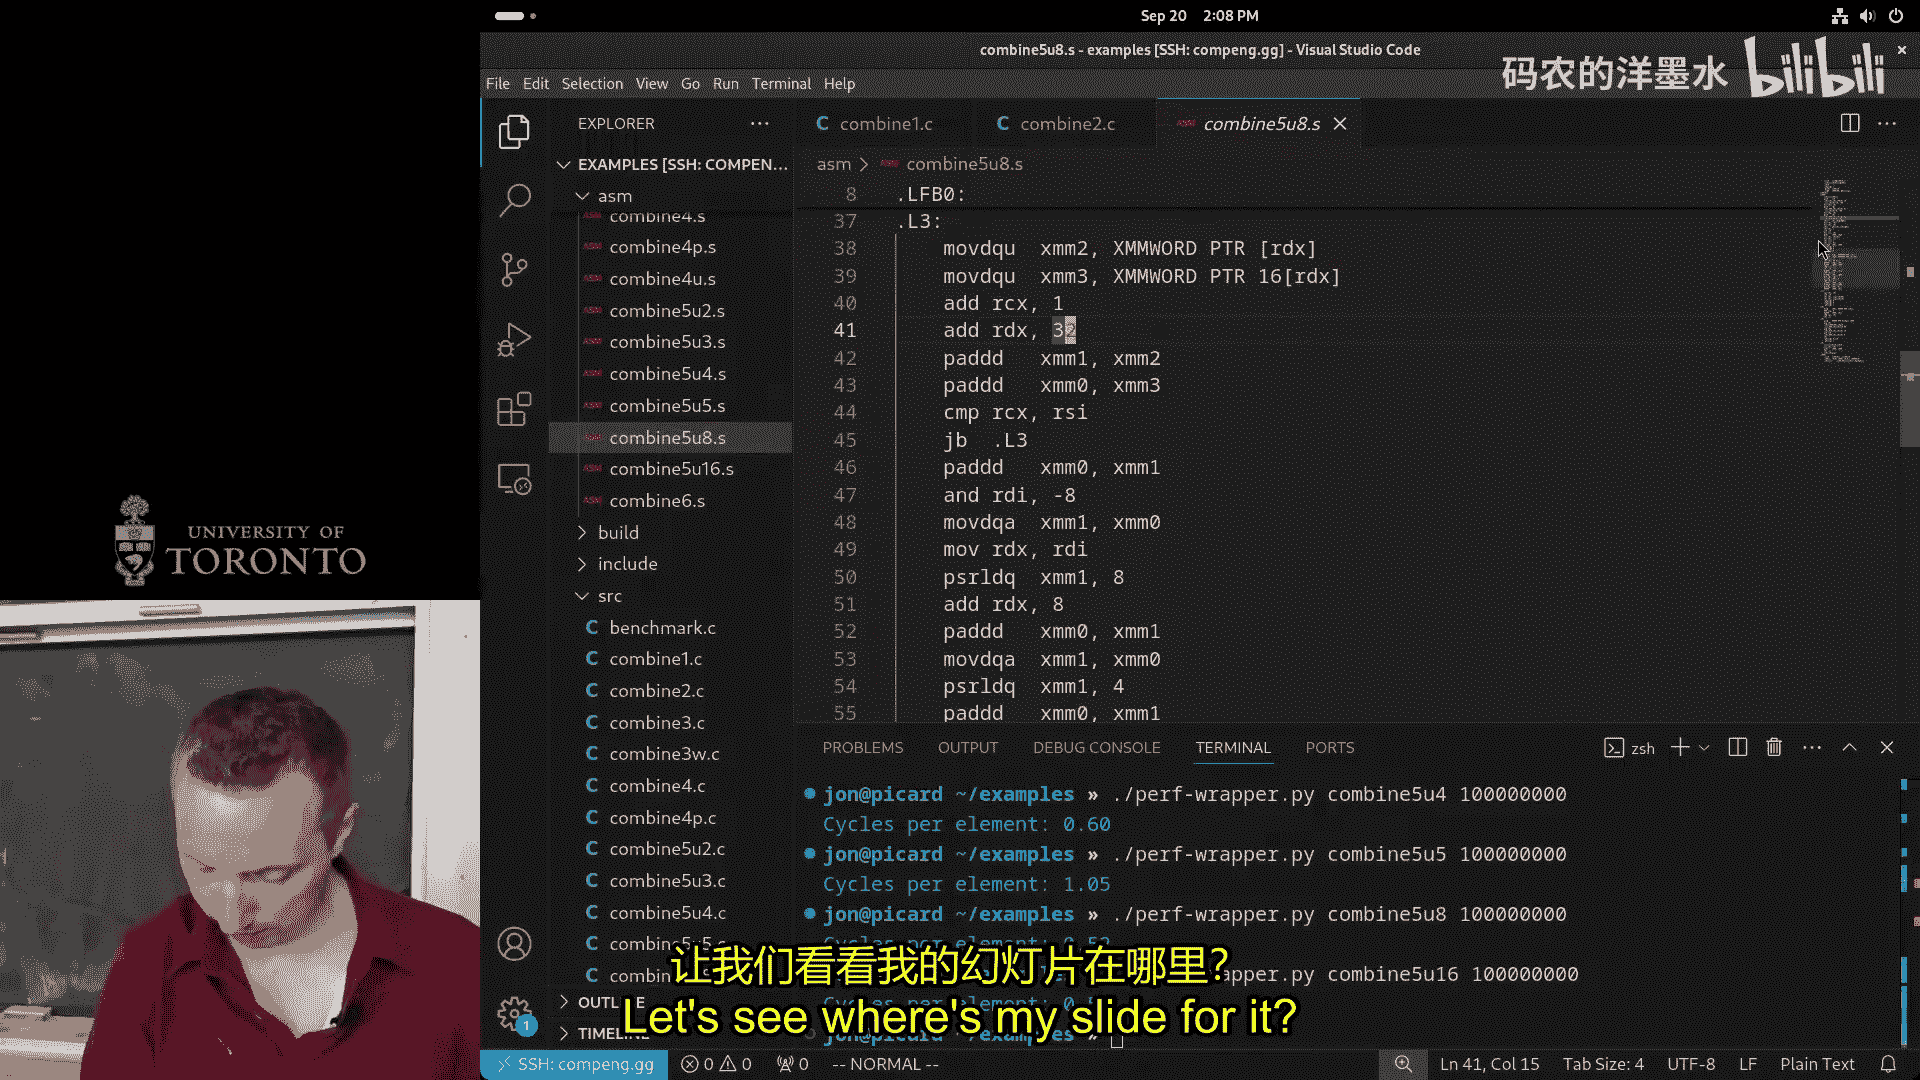 Sep 20 2:08 PM
combine5u8.s - examples [SSH: compeng.gg] - Visual Studio Code
码农的洋墨水 bilibili
File Edit Selection View Go Run Terminal Help
EXPLORER
combine1.c
combine2.c
combine5u8.s
EXAMPLES [SSH: COMPEN...
asm > combine5u8.s
asm
combine4.s
combine4p.s
combine4u.s
combine5u2.s
combine5u3.s
combine5u4.s
combine5u5.s
combine5u8.s
combine5u16.s
combine6.s
build
include
src
benchmark.c
combine1.c
combine2.c
combine3.c
combine3w.c
combine4.c
combine4p.c
combine5u2.c
combine5u3.c
combine5u4.c
OUTLINE
TIMELINE
8 .LFB0:
37 .L3:
38 movdqu xmm2, XMMWORD PTR [rdx]
39 movdqu xmm3, XMMWORD PTR 16[rdx]
40 add rcx, 1
41 add rdx, 32
42 paddd xmm1, xmm2
43 paddd xmm0, xmm3
44 cmp rcx, rsi
45 jb .L3
46 paddd xmm0, xmm1
47 and rdi, -8
48 movdqa xmm1, xmm0
49 mov rdx, rdi
50 psrldq xmm1, 8
51 add rdx, 8
52 paddd xmm0, xmm1
53 movdqa xmm1, xmm0
54 psrldq xmm1, 4
55 paddd xmm0, xmm1
PROBLEMS OUTPUT DEBUG CONSOLE TERMINAL PORTS
zsh
jon@picard ~/examples » ./perf-wrapper.py combine5u4 100000000
Cycles per element: 0.60
jon@picard ~/examples » ./perf-wrapper.py combine5u5 100000000
Cycles per element: 1.05
jon@picard ~/examples » ./perf-wrapper.py combine5u8 100000000
wrapper.py combine5u16 100000000
jon@picard ~/examples »
让我们看看我的幻灯片在哪里?
Let's see where's my slide for it?
UNIVERSITY OF
TORONTO
1
SSH: compeng.gg 0 0 0 -- NORMAL -- Ln 41, Col 15 Tab Size: 4 UTF-8 LF Plain Text